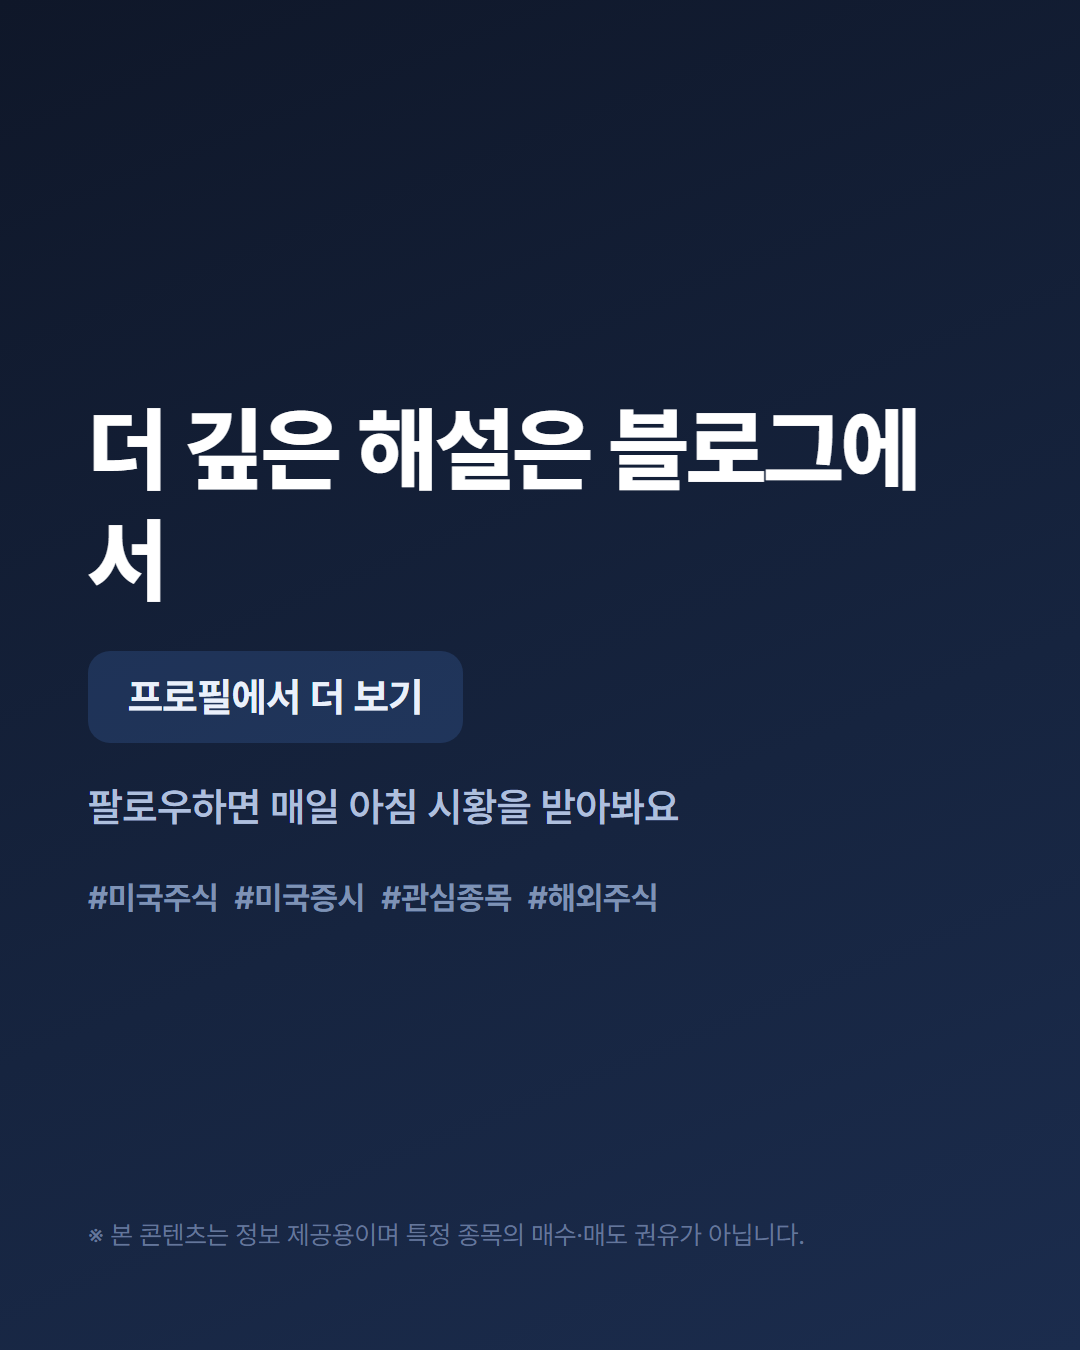 더 깊은 해설은 블로그에
서
프로필에서 더 보기
팔로우하면 매일 아침 시황을 받아봐요
#미국주식 #미국증시 #관심종목 #해외주식
※ 본 콘텐츠는 정보 제공용이며 특정 종목의 매수·매도 권유가 아닙니다.